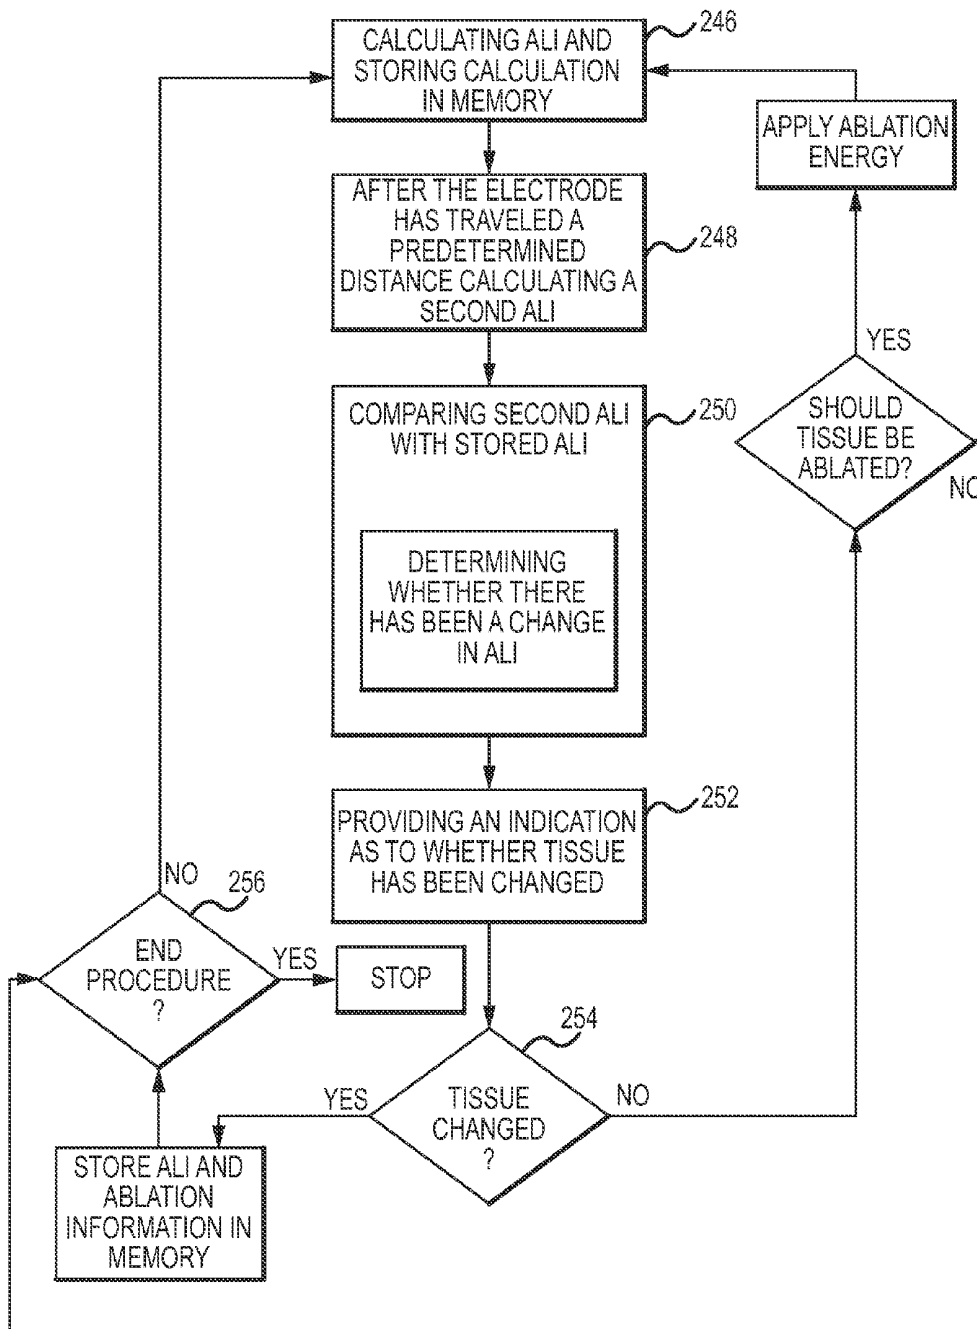 CALCULATING ALI AND
STORING CALCULATION
IN MEMORY
246
APPLY ABLATION
ENERGY
AFTER THE ELECTRODE
HAS TRAVELED A
PREDETERMINED
DISTANCE CALCULATING A
SECOND ALI
248
YES
SHOULD
TISSUE BE
ABLATED?
NO
COMPARING SECOND ALI
WITH STORED ALI
250
DETERMINING
WHETHER THERE
HAS BEEN A CHANGE
IN ALI
PROVIDING AN INDICATION
AS TO WHETHER TISSUE
HAS BEEN CHANGED
252
NO
256
END
PROCEDURE
?
YES
STOP
254
TISSUE
CHANGED
?
YES
NO
STORE ALI AND
ABLATION
INFORMATION IN
MEMORY